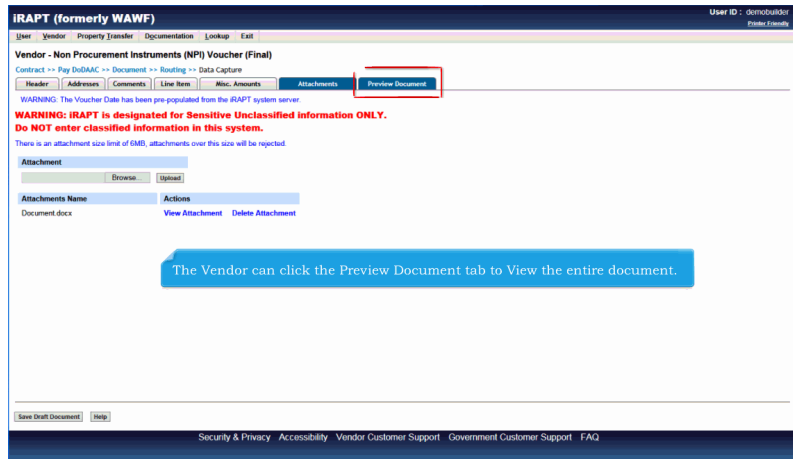 iRAPT (formerly WAWF)
User ID : demobuilder
Printer Friendly
User Vendor Property Transfer Documentation Lookup Exit
Vendor - Non Procurement Instruments (NPI) Voucher (Final)
Contract >> Pay DoDAAC >> Document >> Routing >> Data Capture
Header Addresses Comments Line Item Misc. Amounts Attachments Preview Document
WARNING: The Voucher Date has been pre-populated from the iRAPT system server.
WARNING: iRAPT is designated for Sensitive Unclassified information ONLY.
Do NOT enter classified information in this system.
There is an attachment size limit of 6MB, attachments over this size will be rejected.
Attachment
Browse... Upload
Attachments Name Actions
Document.docx View Attachment Delete Attachment
The Vendor can click the Preview Document tab to View the entire document.
Save Draft Document Help
Security & Privacy Accessibility Vendor Customer Support Government Customer Support FAQ